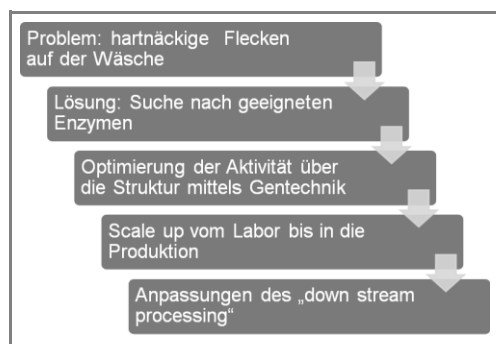 Problem: hartnäckige Flecken
auf der Wäsche
Lösung: Suche nach geeigneten
Enzymen
Optimierung der Aktivität über
die Struktur mittels Gentechnik
Scale up vom Labor bis in die
Produktion
Anpassungen des „down stream
processing“